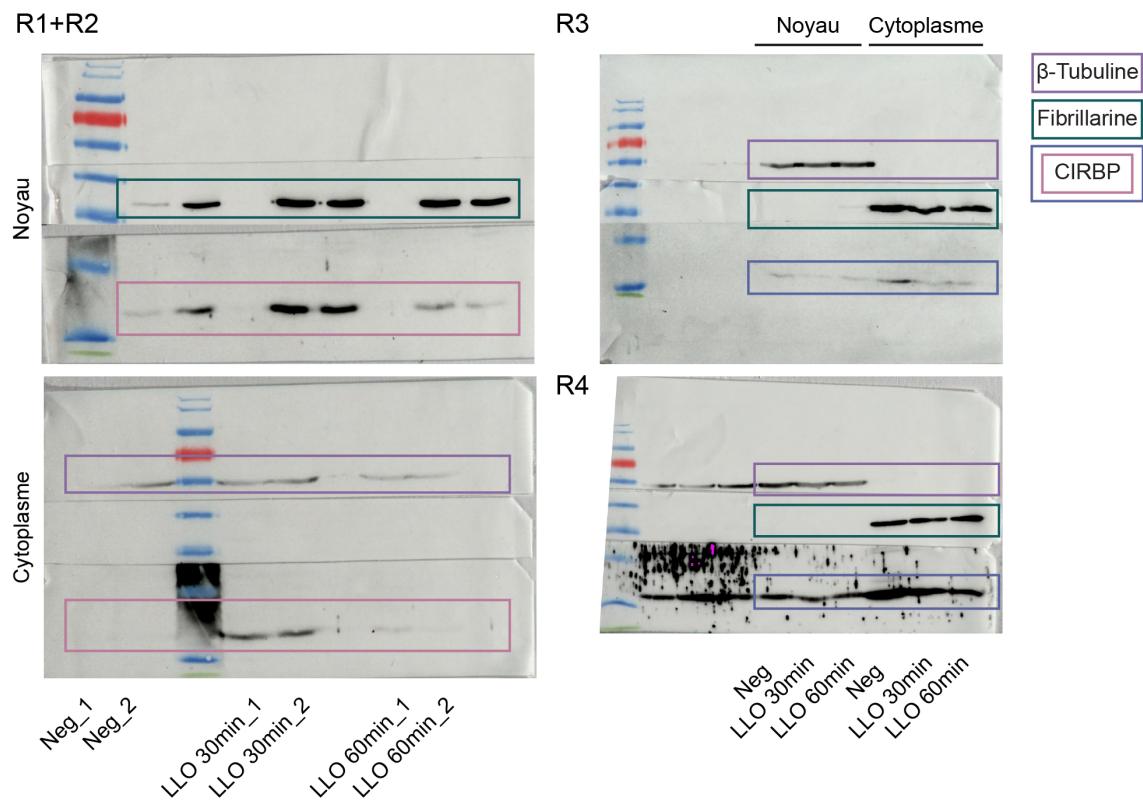 R1+R2
R3
Noyau
Cytoplasme
β-Tubuline
Fibrillarine
CIRBP
Noyau
Cytoplasme
R4
Neg_1
Neg_2
LLO 30min_1
LLO 30min_2
LLO 60min_1
LLO 60min_2
Neg
LLO 30min
LLO 60min
Neg
LLO 30min
LLO 60min